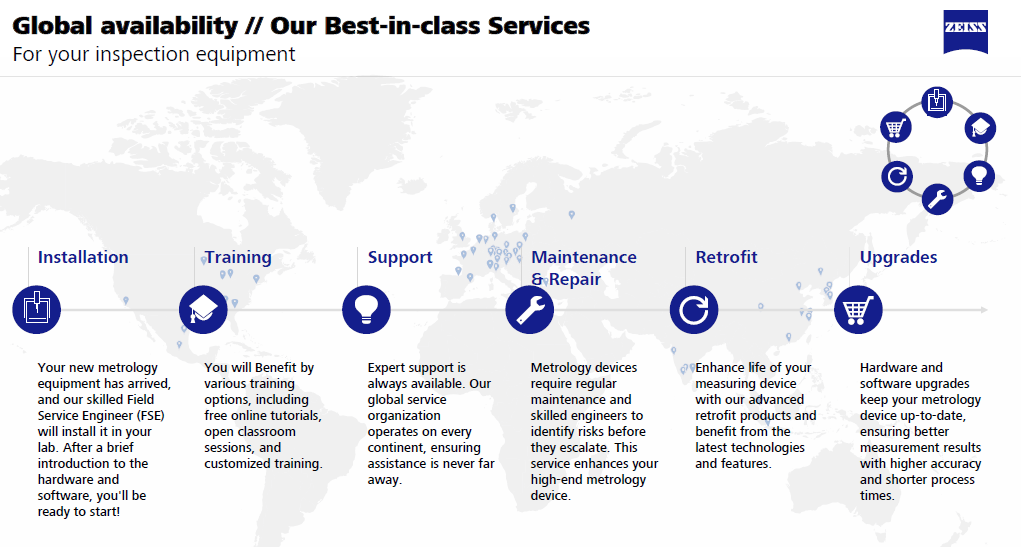 Global availability // Our Best-in-class Services
For your inspection equipment
ZEISS
Installation
Your new metrology
equipment has arrived,
and our skilled Field
Service Engineer (FSE)
will install it in your
lab. After a brief
introduction to the
hardware and
software, you'll be
ready to start!
Training
You will Benefit by
various training
options, including
free online tutorials,
open classroom
sessions, and
customized training.
Support
Expert support is
always available. Our
global service
organization
operates on every
continent, ensuring
assistance is never far
away.
Maintenance
& Repair
Metrology devices
require regular
maintenance and
skilled engineers to
identify risks before
they escalate. This
service enhances your
high-end metrology
device.
Retrofit
Enhance life of your
measuring device
with our advanced
retrofit products and
benefit from the
latest technologies
and features.
Upgrades
Hardware and
software upgrades
keep your metrology
device up-to-date,
ensuring better
measurement results
with higher accuracy
and shorter process
times.